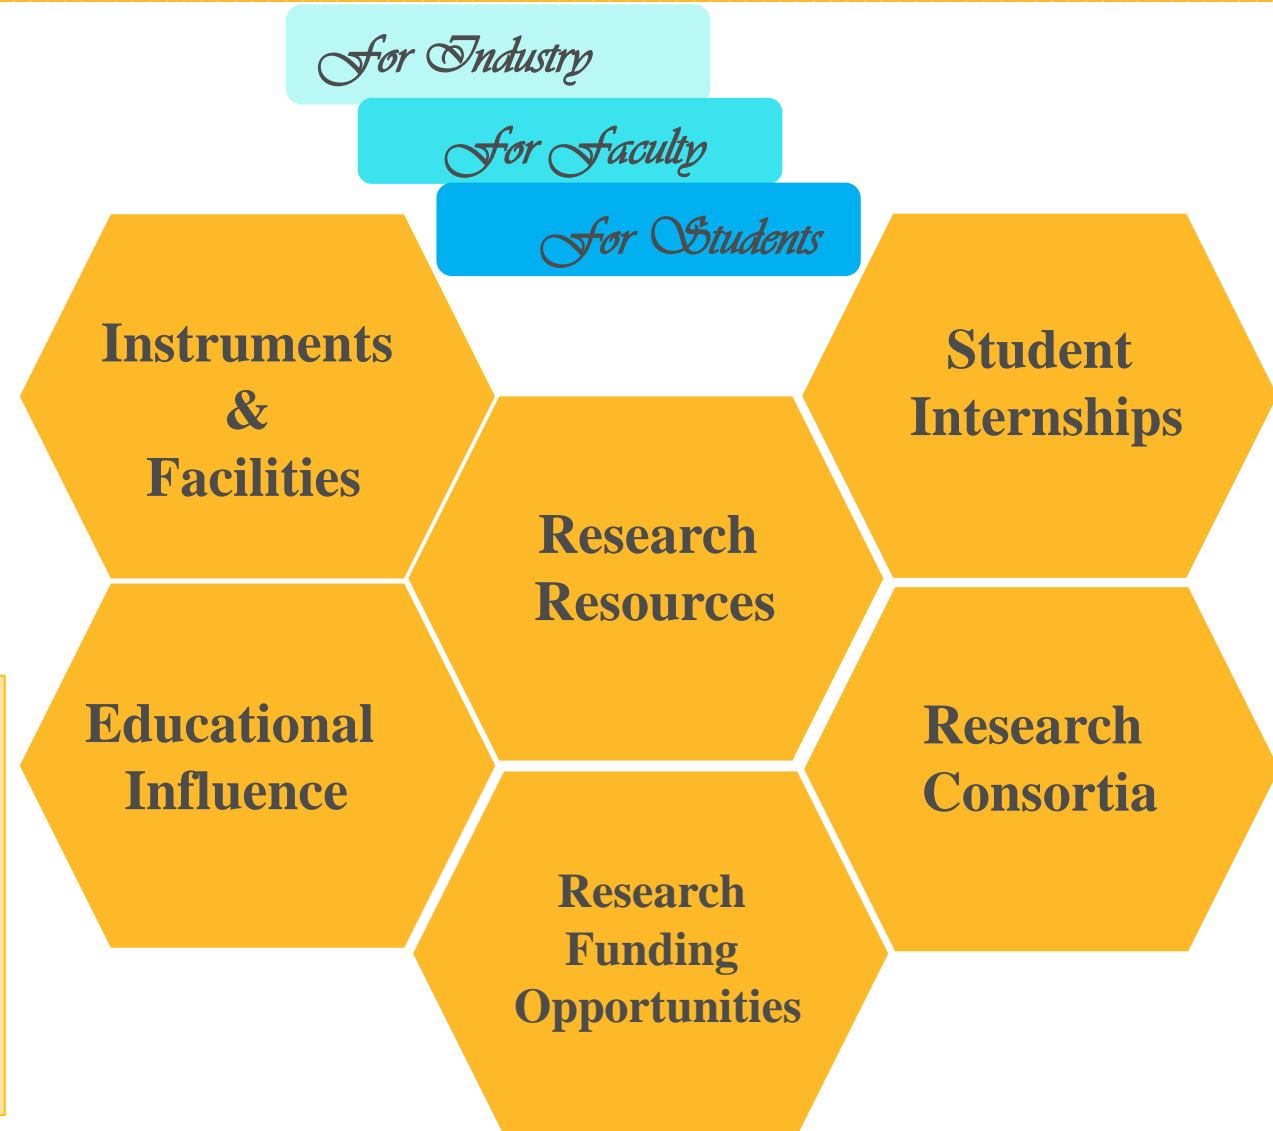 For Industry
For Faculty
For Students
Instruments
&
Facilities
Student
Internships
Research
Resources
Educational
Influence
Research
Consortia
Research
Funding
Opportunities